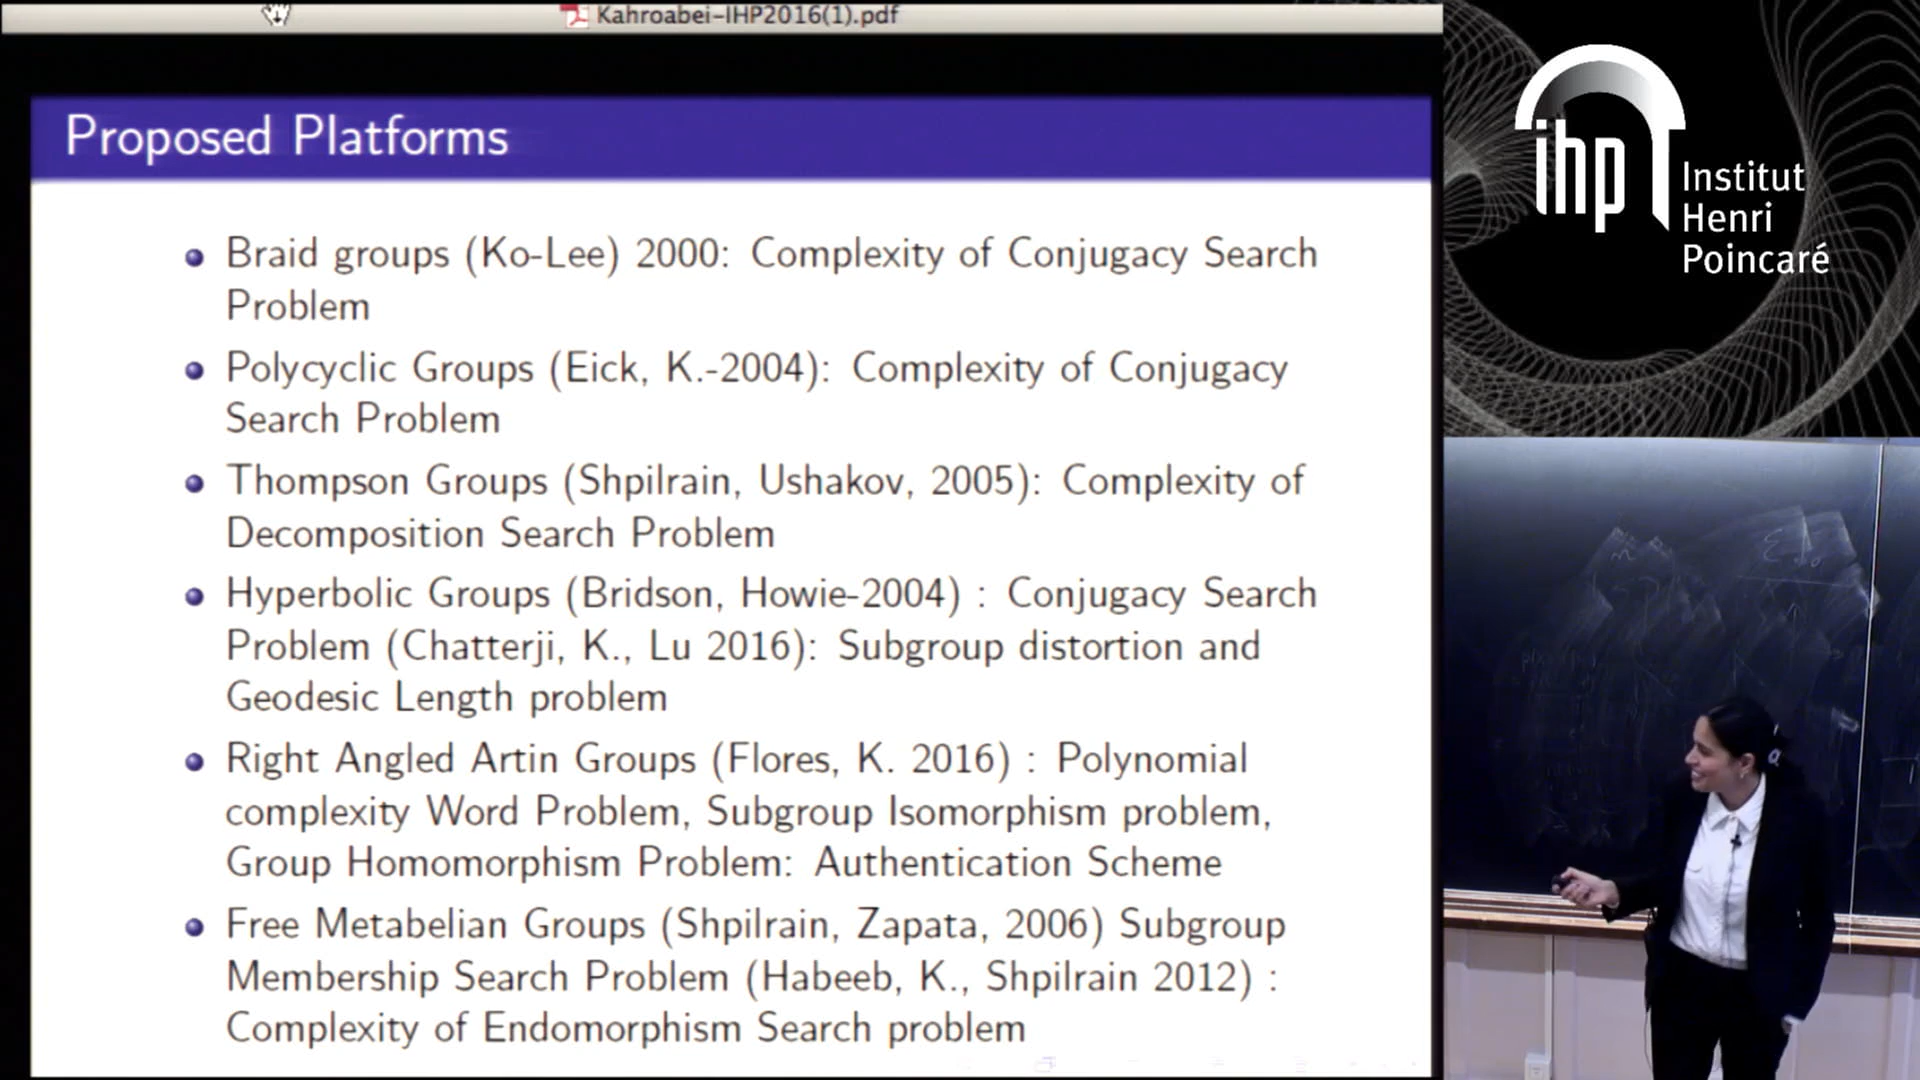 Kahroabei-IHP2016(1).pdf
Proposed Platforms
Braid groups (Ko-Lee) 2000: Complexity of Conjugacy Search
Problem
Polycyclic Groups (Eick, K.-2004): Complexity of Conjugacy
Search Problem
Thompson Groups (Shpilrain, Ushakov, 2005): Complexity of
Decomposition Search Problem
Hyperbolic Groups (Bridson, Howie-2004) : Conjugacy Search
Problem (Chatterji, K., Lu 2016): Subgroup distortion and
Geodesic Length problem
Right Angled Artin Groups (Flores, K. 2016) : Polynomial
complexity Word Problem, Subgroup Isomorphism problem,
Group Homomorphism Problem: Authentication Scheme
Free Metabelian Groups (Shpilrain, Zapata, 2006) Subgroup
Membership Search Problem (Habeeb, K., Shpilrain 2012) :
Complexity of Endomorphism Search problem
ihp
Institut
Henri
Poincaré